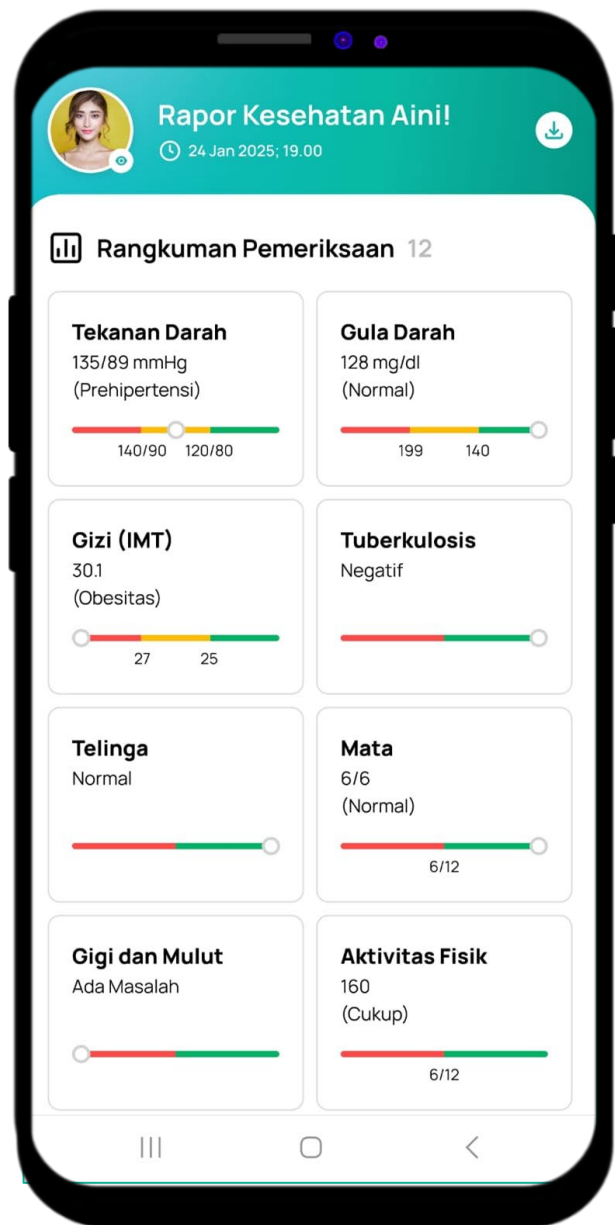 Rapor Kesehatan Aini!
24 Jan 2025; 19.00
Rangkuman Pemeriksaan 12
Tekanan Darah
135/89 mmHg
(Prehipertensi)
140/90 120/80
Gula Darah
128 mg/dl
(Normal)
199 140
Gizi (IMT)
30.1
(Obesitas)
27 25
Tuberkulosis
Negatif
Telinga
Normal
Mata
6/6
(Normal)
6/12
Gigi dan Mulut
Ada Masalah
Aktivitas Fisik
160
(Cukup)
6/12